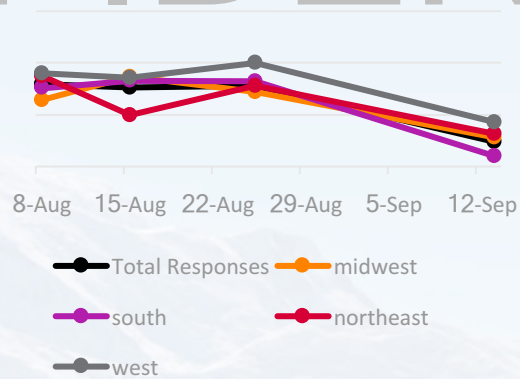 8-Aug 15-Aug 22-Aug 29-Aug 5-Sep 12-Sep
Total Responses midwest
south northeast
west